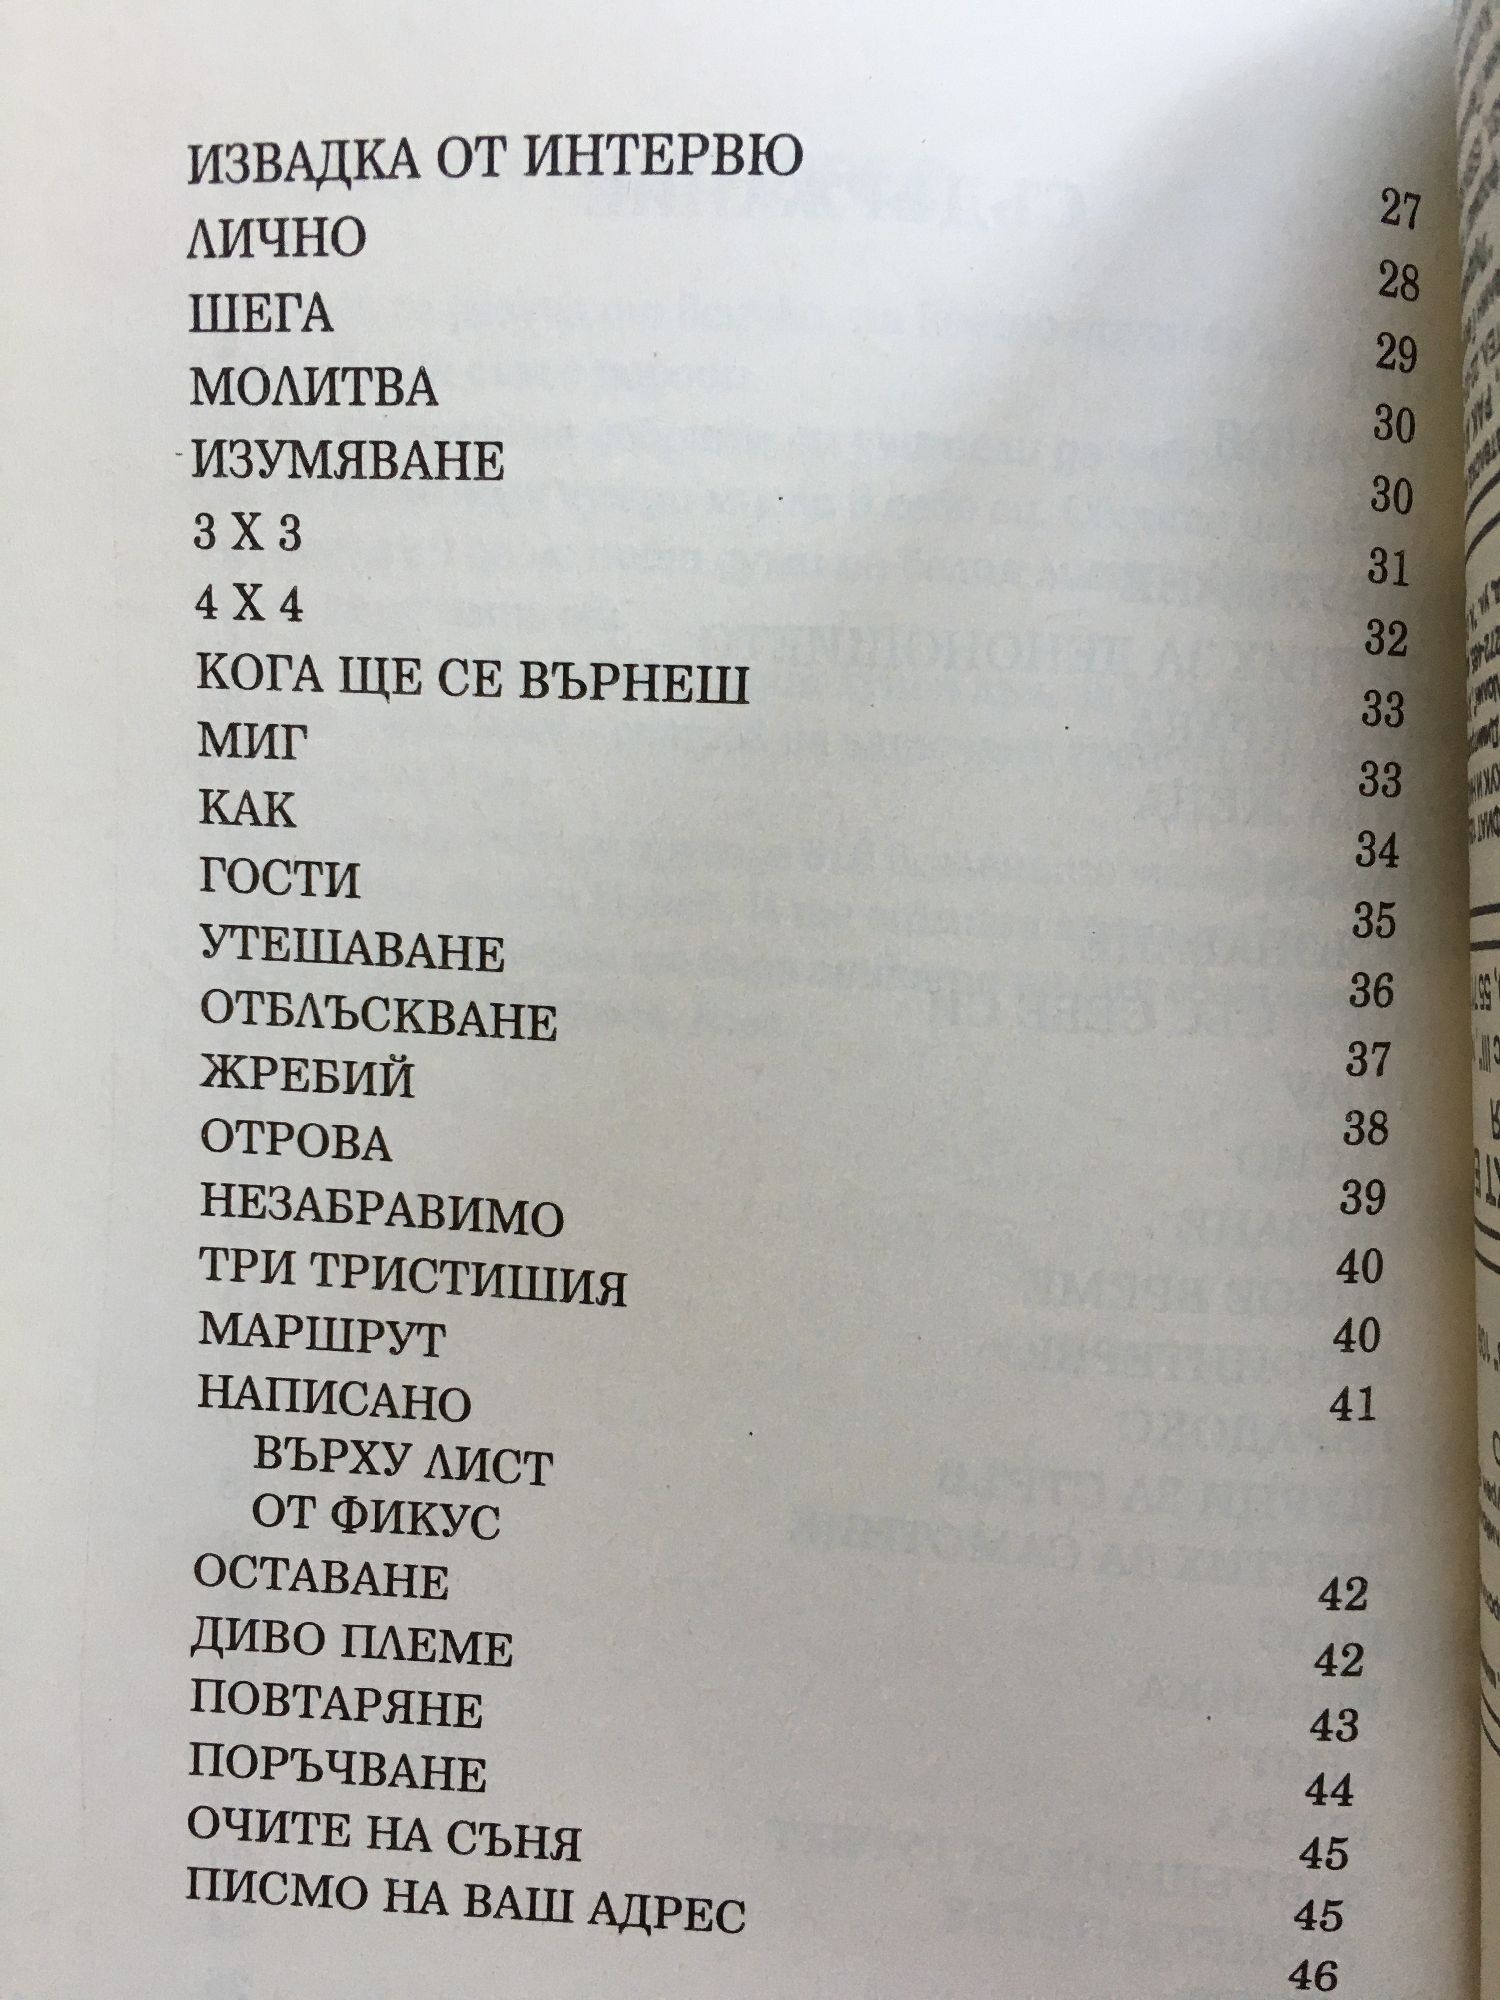 ИЗВАДКА ОТ ИНТЕРВЮ 27
ЛИЧНО 28
ШЕГА 29
МОЛИТВА 30
ИЗУМЯВАНЕ 30
3 X 3 31
4 X 4 32
КОГА ЩЕ СЕ ВЪРНЕШ 33
МИГ 33
КАК 34
ГОСТИ 35
УТЕШАВАНЕ 36
ОТБЛЪСКВАНЕ 37
ЖРЕБИЙ 38
ОТРОВА 39
НЕЗАБРАВИМО 40
ТРИ ТРИСТИШИЯ 40
МАРШРУТ 41
НАПИСАНО
ВЪРХУ ЛИСТ
ОТ ФИКУС 42
ОСТАВАНЕ 42
ДИВО ПЛЕМЕ 43
ПОВТАРЯНЕ 44
ПОРЪЧВАНЕ 45
ОЧИТЕ НА СЪНЯ 45
ПИСМО НА ВАШ АДРЕС 46